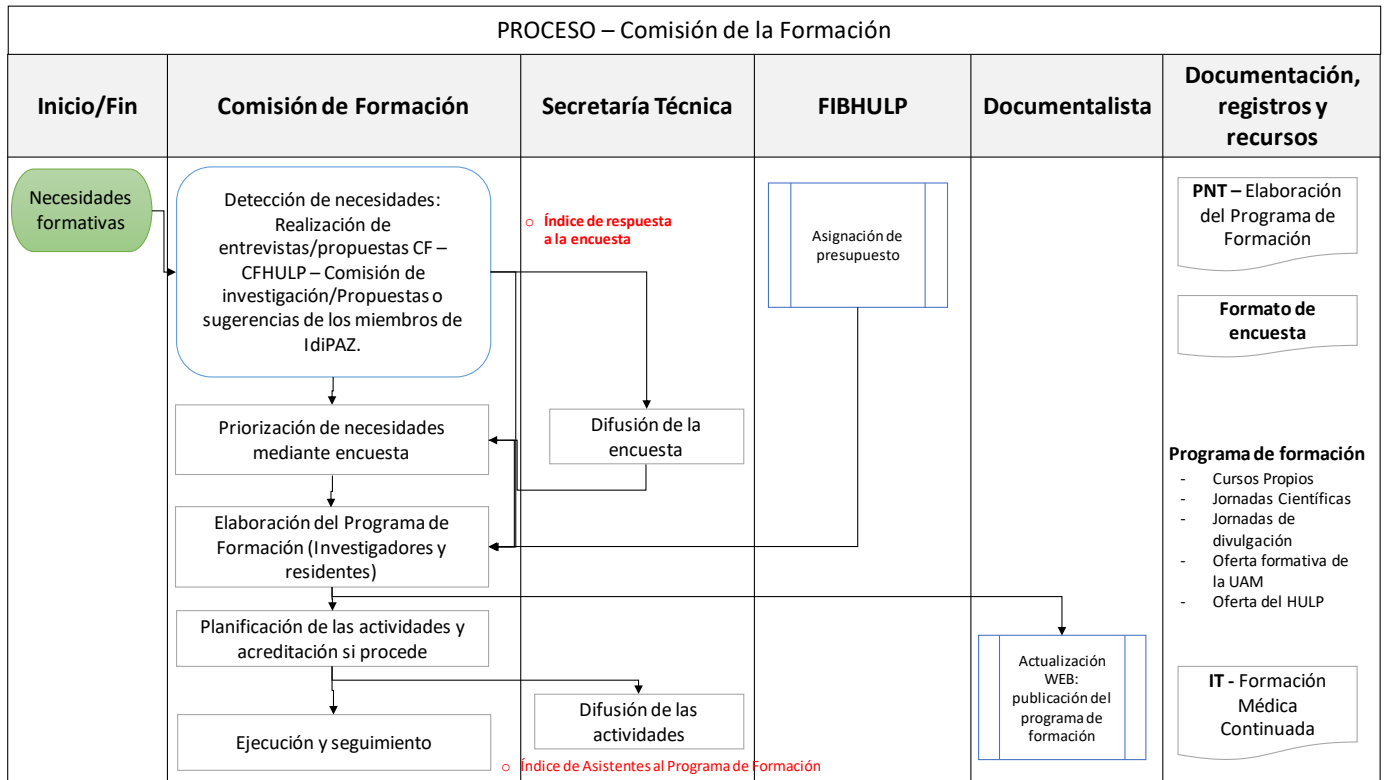 PROCESO – Comisión de la Formación
Inicio/Fin
Comisión de Formación
Secretaría Técnica
FIBHULP
Documentalista
Documentación,
registros y
recursos
Necesidades
formativas
Detección de necesidades:
Realización de
entrevistas/propuestas CF –
CFHULP – Comisión de
investigación/Propuestas o
sugerencias de los miembros de
IdiPAZ.
o Índice de respuesta
a la encuesta
Asignación de
presupuesto
PNT – Elaboración
del Programa de
Formación
Formato de
encuesta
Priorización de necesidades
mediante encuesta
Difusión de la
encuesta
Programa de formación
- Cursos Propios
- Jornadas Científicas
- Jornadas de
divulgación
- Oferta formativa de
la UAM
- Oferta del HULP
Elaboración del Programa de
Formación (Investigadores y
residentes)
Planificación de las actividades y
acreditación si procede
Actualización
WEB:
publicación del
programa de
formación
IT - Formación
Médica
Continuada
Difusión de las
actividades
Ejecución y seguimiento
o Índice de Asistentes al Programa de Formación